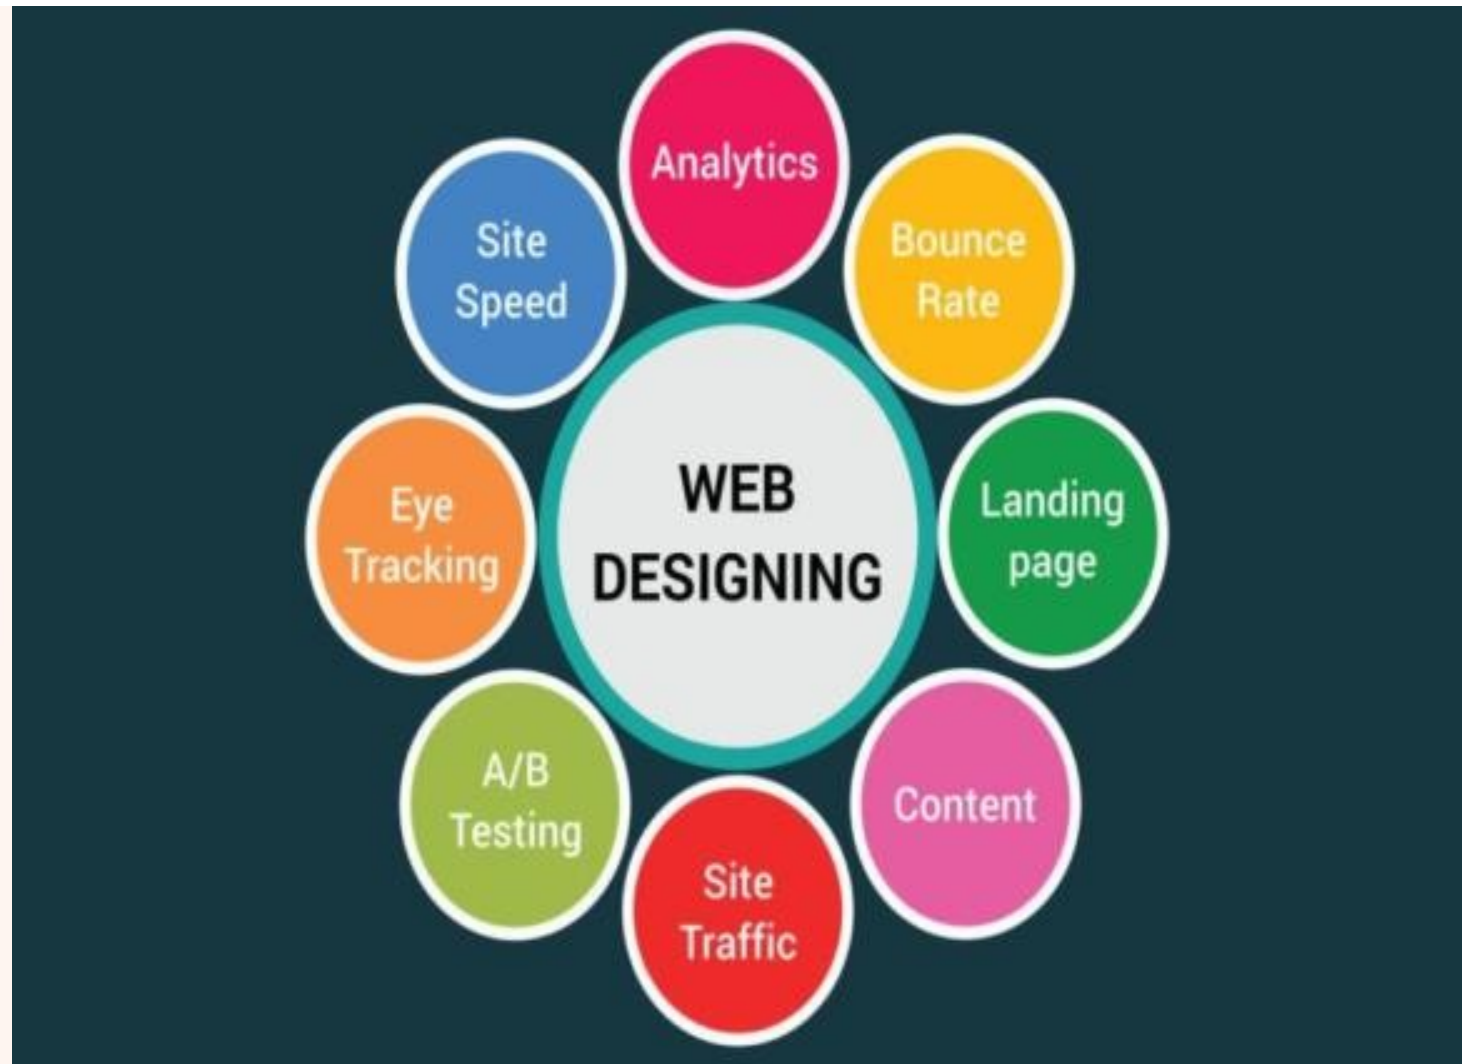 Analytics
Bounce
Rate
Landing
page
Content
Site
Traffic
A/B
Testing
Eye
Tracking
Site
Speed
WEB
DESIGNING